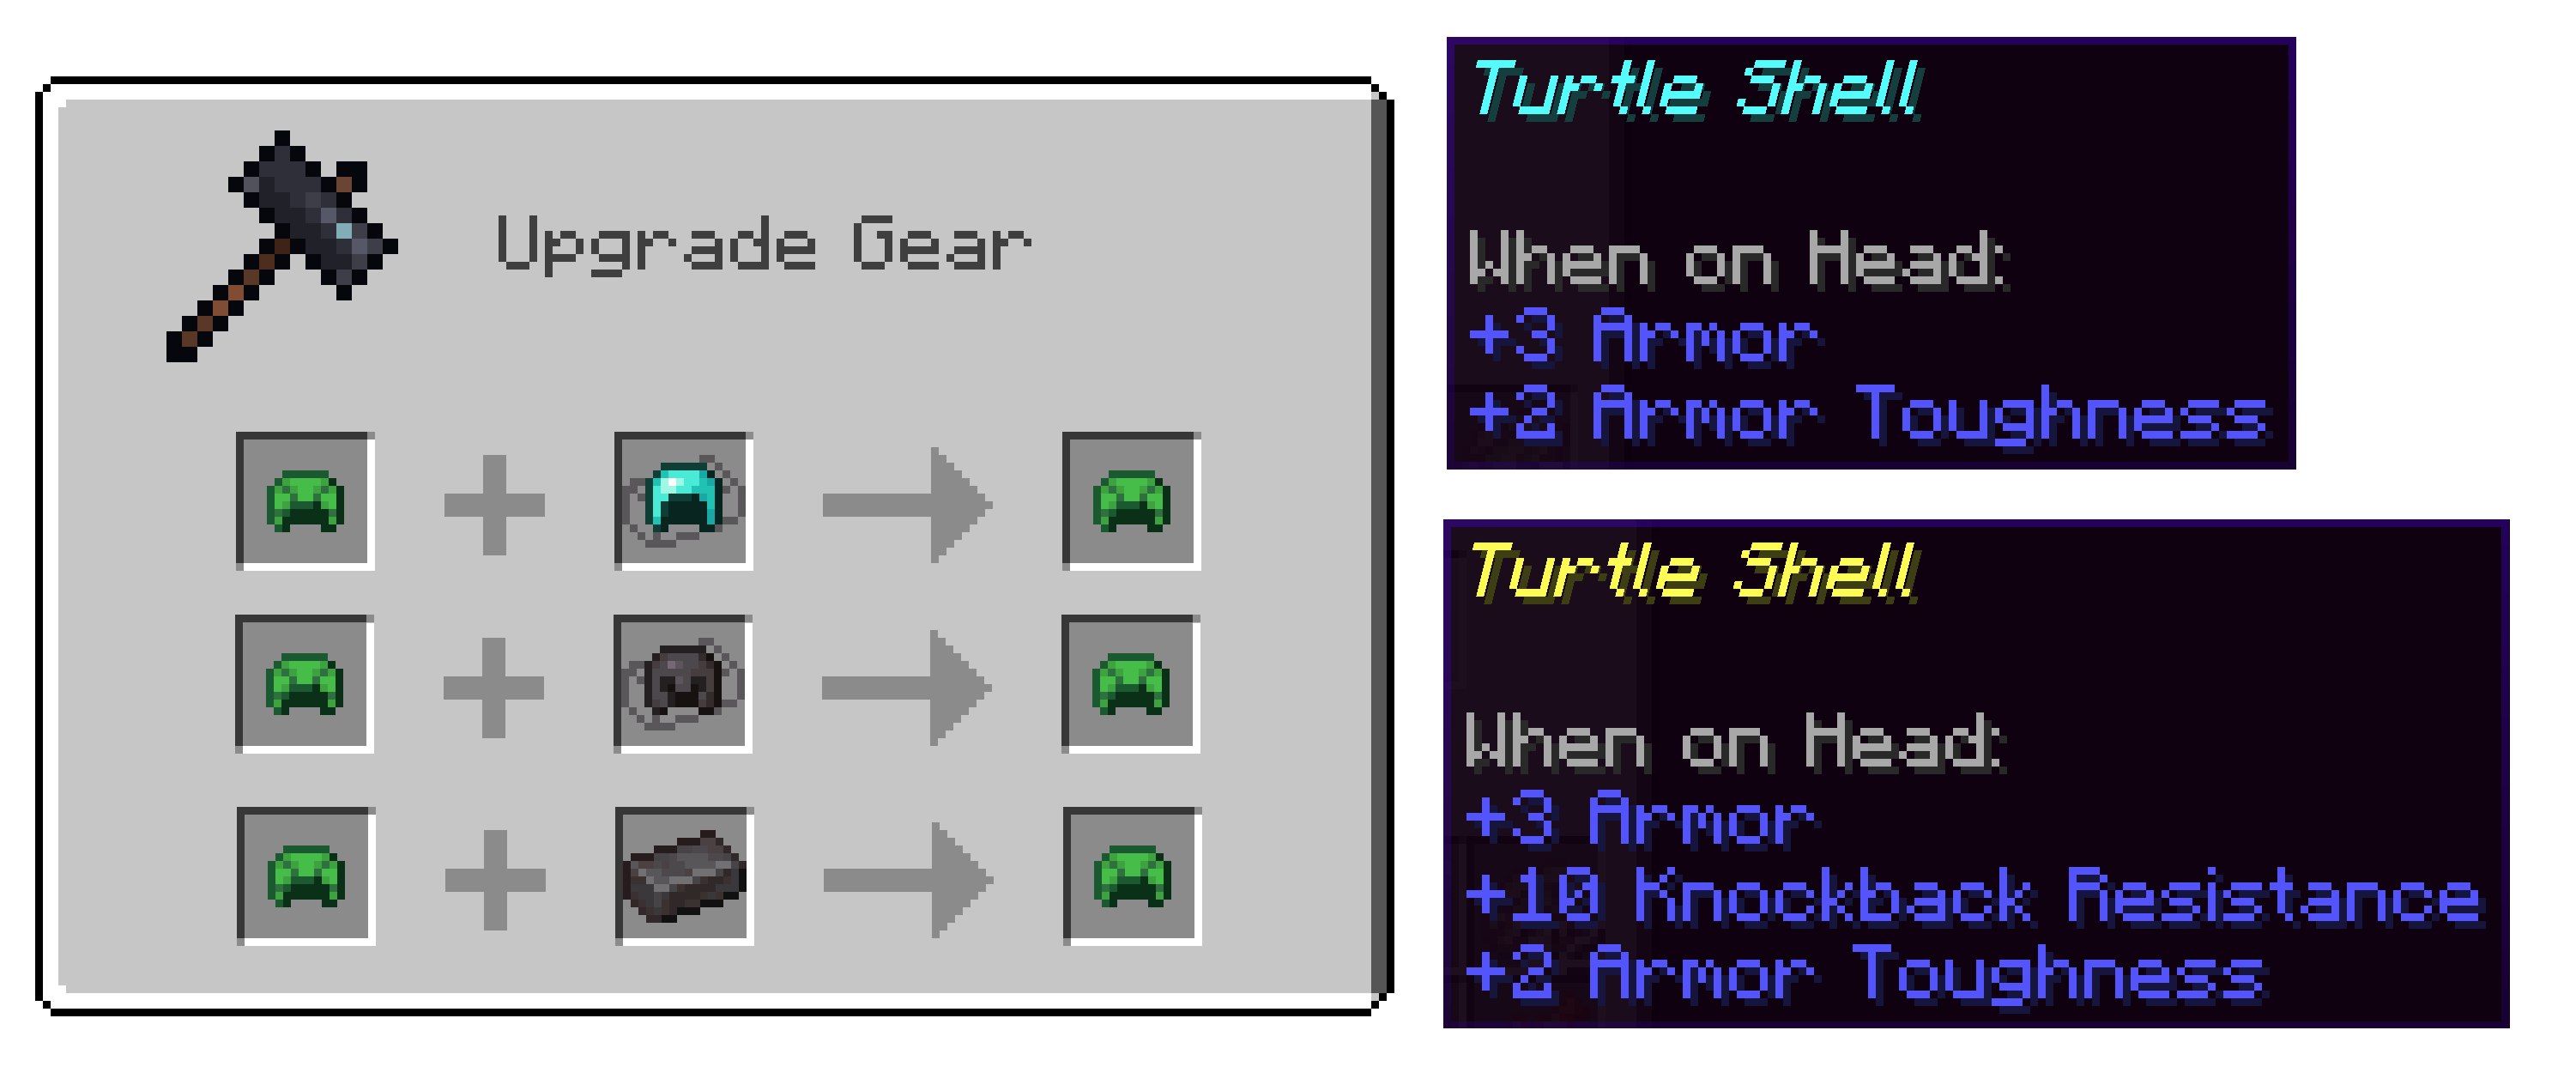 Upgrade Gear
Turtle Shell
When on Head:
+3 Armor
+2 Armor Toughness
Turtle Shell
When on Head:
+3 Armor
+10 Knockback Resistance
+2 Armor Toughness